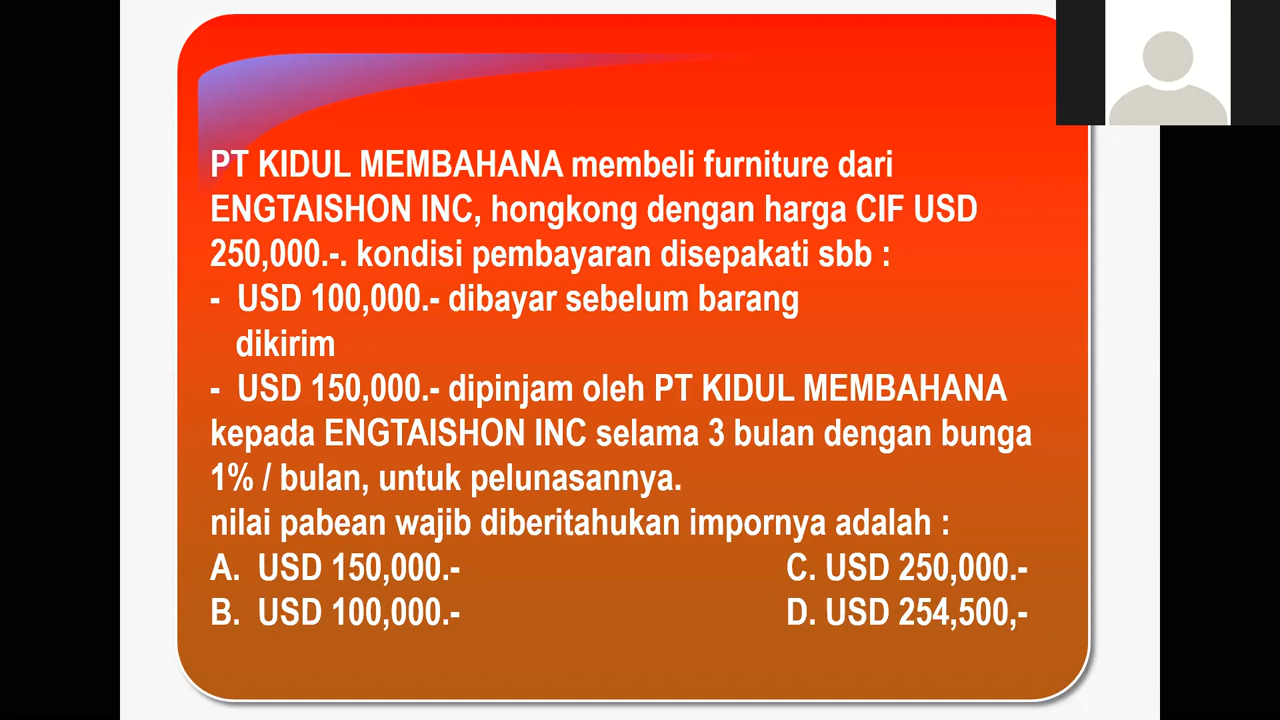 PT KIDUL MEMBAHANA membeli furniture dari
ENGTAISHON INC, hongkong dengan harga CIF USD
250,000.-. kondisi pembayaran disepakati sbb :
- USD 100,000.- dibayar sebelum barang
dikirim
- USD 150,000.- dipinjam oleh PT KIDUL MEMBAHANA
kepada ENGTAISHON INC selama 3 bulan dengan bunga
1% / bulan, untuk pelunasannya.
nilai pabean wajib diberitahukan impornya adalah :
A. USD 150,000.- C. USD 250,000.-
B. USD 100,000.- D. USD 254,500,-